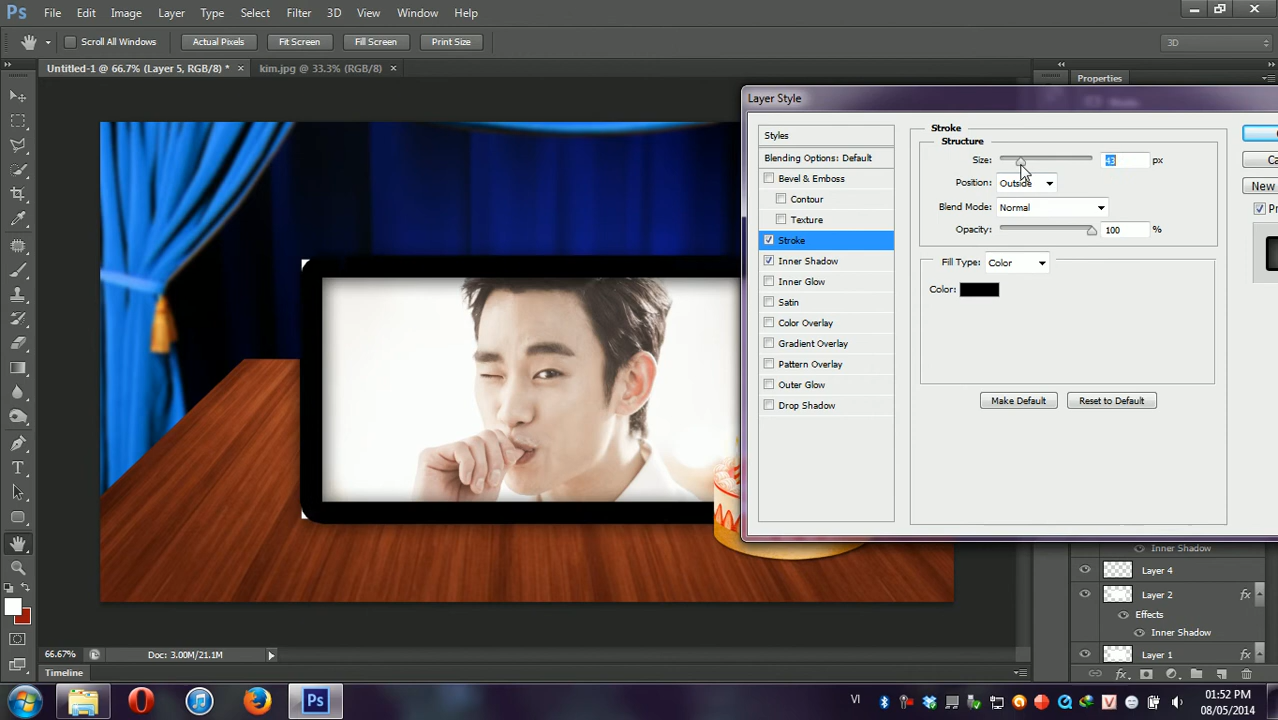 Ps File Edit Image Layer Type Select Filter 3D View Window Help
Scroll All Windows Actual Pixels Fit Screen Fill Screen Print Size 3D
Untitled-1 @ 66.7% (Layer 5, RGB/8) * × kim.jpg @ 33.3% (RGB/8) × Properties
Layer Style
Styles
Blending Options: Default
Bevel & Emboss
Contour
Texture
Stroke
Inner Shadow
Inner Glow
Satin
Color Overlay
Gradient Overlay
Pattern Overlay
Outer Glow
Drop Shadow
Stroke
Structure
Size: 43 px
Position: Outside
Blend Mode: Normal
Opacity: 100 %
Fill Type: Color
Color:
Make Default Reset to Default
New
Inner Shadow
Layer 4
Layer 2 fx
Effects
Inner Shadow
Layer 1 fx
66.67% Doc: 3.00M/21.1M
Timeline
Ps VI 01:52 PM
08/05/2014